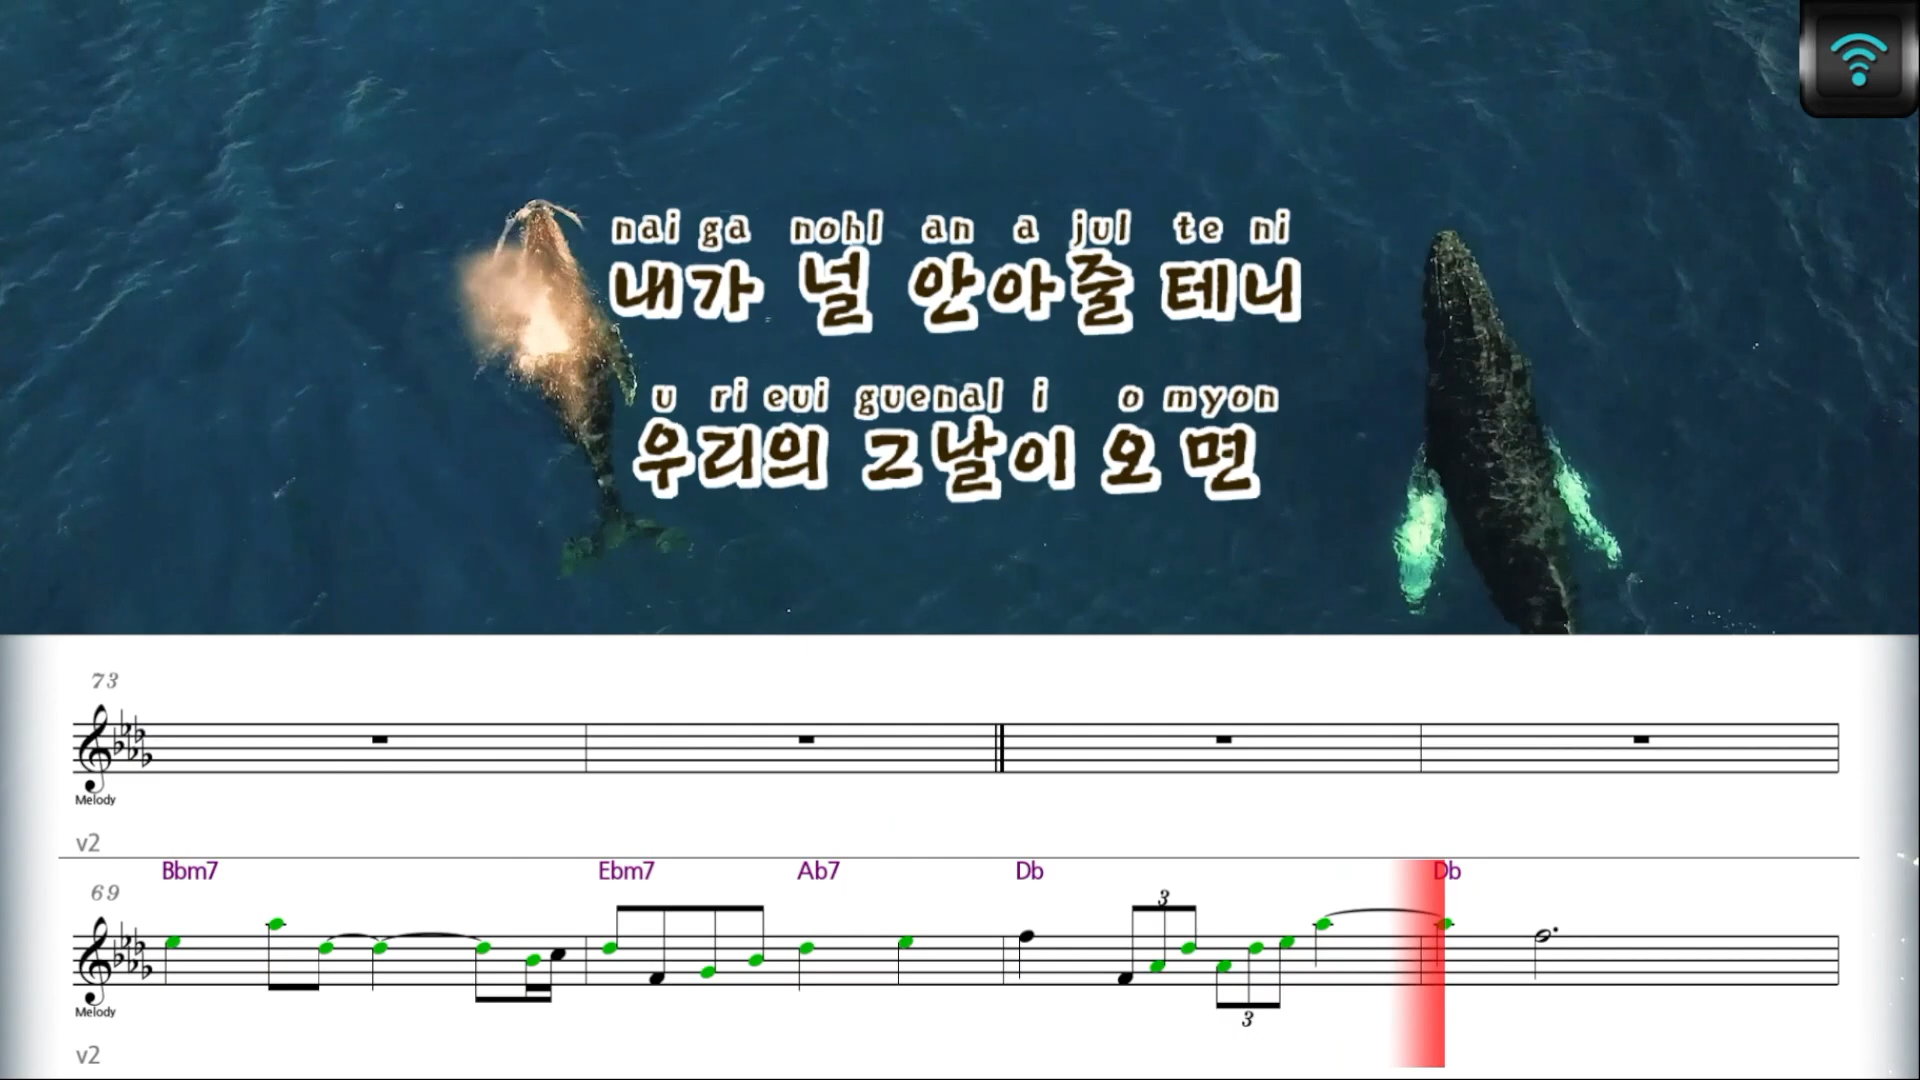 nai ga nohl an a jul te ni
내가 널 안아줄 테니
u ri eui guenal i o myon
우리의 그날이 오면
73
Melody
v2
Bbm7 Ebm7 Ab7 Db Db
69
3
3
Melody
v2